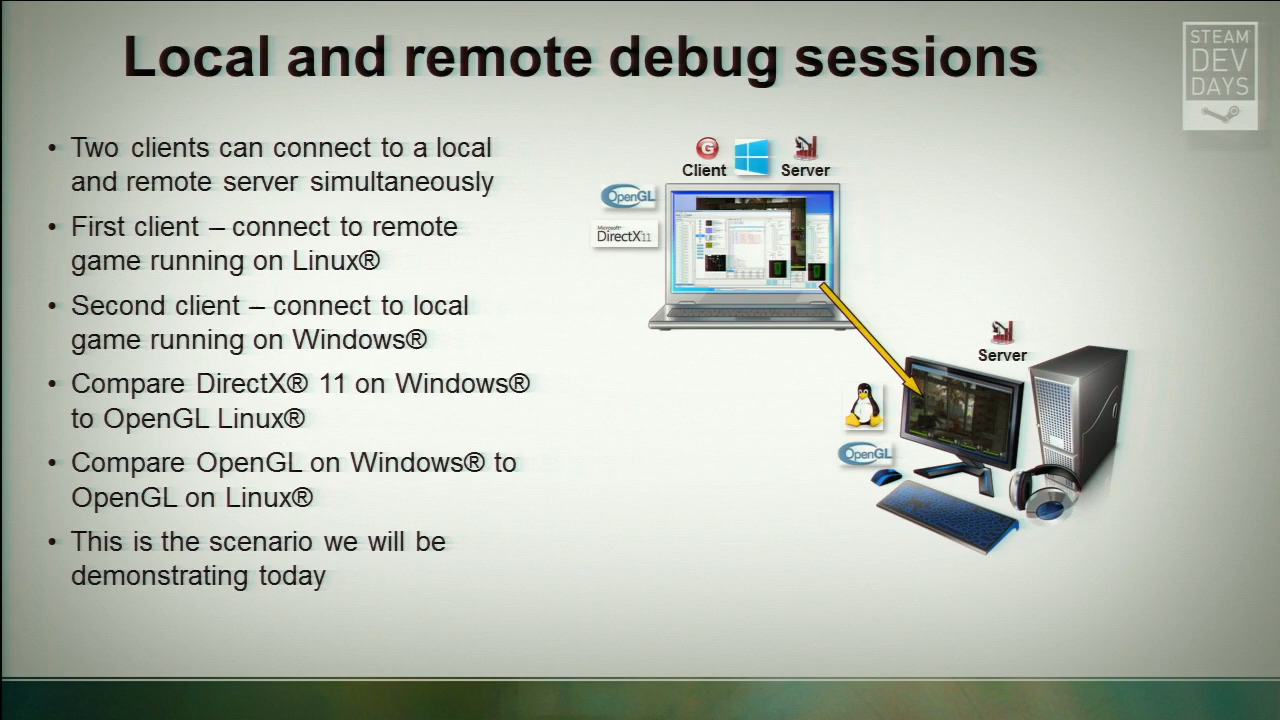 Local and remote debug sessions
STEAM
DEV
DAYS
• Two clients can connect to a local
and remote server simultaneously
• First client – connect to remote
game running on Linux®
• Second client – connect to local
game running on Windows®
• Compare DirectX® 11 on Windows®
to OpenGL Linux®
• Compare OpenGL on Windows® to
OpenGL on Linux®
• This is the scenario we will be
demonstrating today
G
Client
Server
OpenGL
Microsoft®
DirectX11
Server
OpenGL